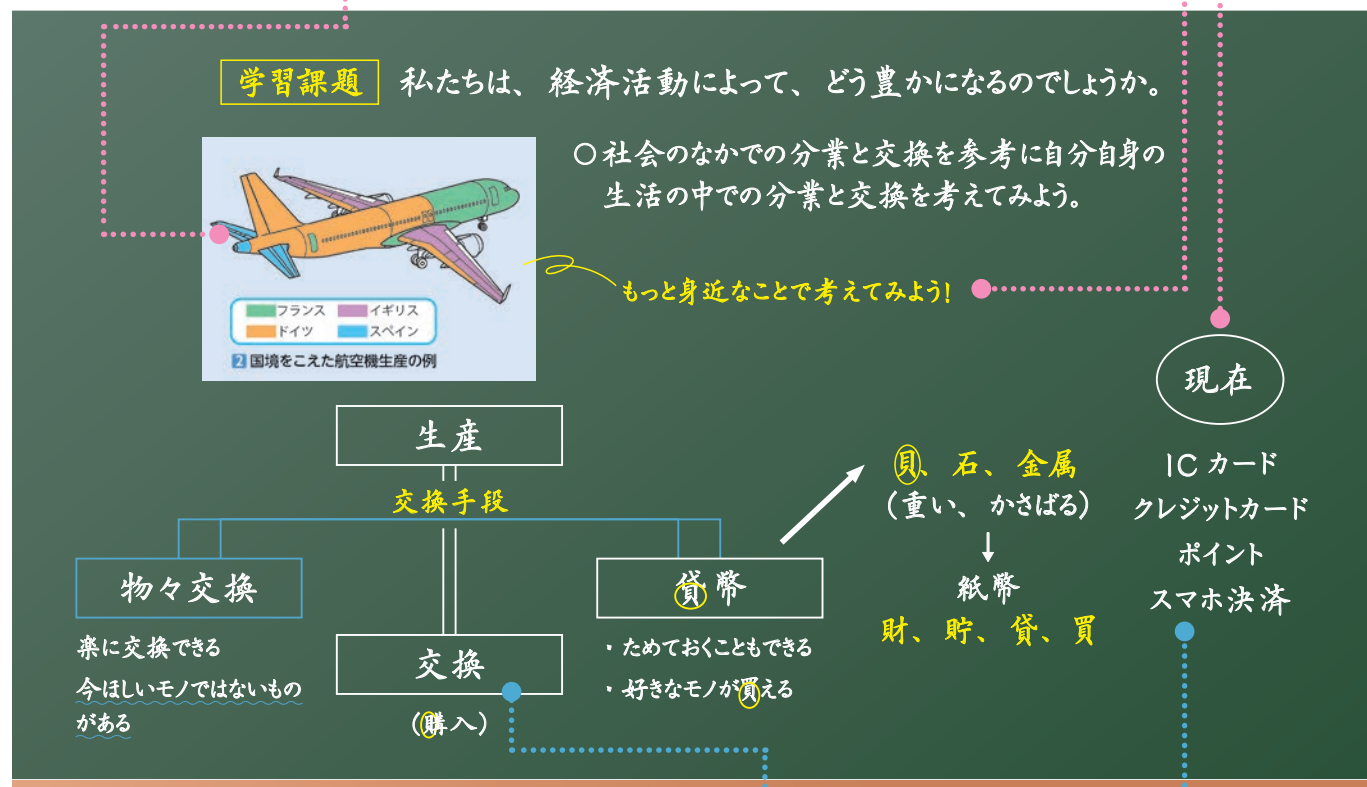 学習課題 私たちは、経済活動によって、どう豊かになるのでしょうか。
○社会のなかでの分業と交換を参考に自分自身の
生活の中での分業と交換を考えてみよう。
フランス イギリス
ドイツ スペイン
2 国境をこえた航空機生産の例
もっと身近なことで考えてみよう!
生産
交換手段
物々交換
楽に交換できる
今ほしいモノではないもの
がある
交換
(購入)
貨幣
・ためておくこともできる
・好きなモノが買える
貝、石、金属
(重い、かさばる)
紙幣
財、貯、貸、買
現在
ICカード
クレジットカード
ポイント
スマホ決済